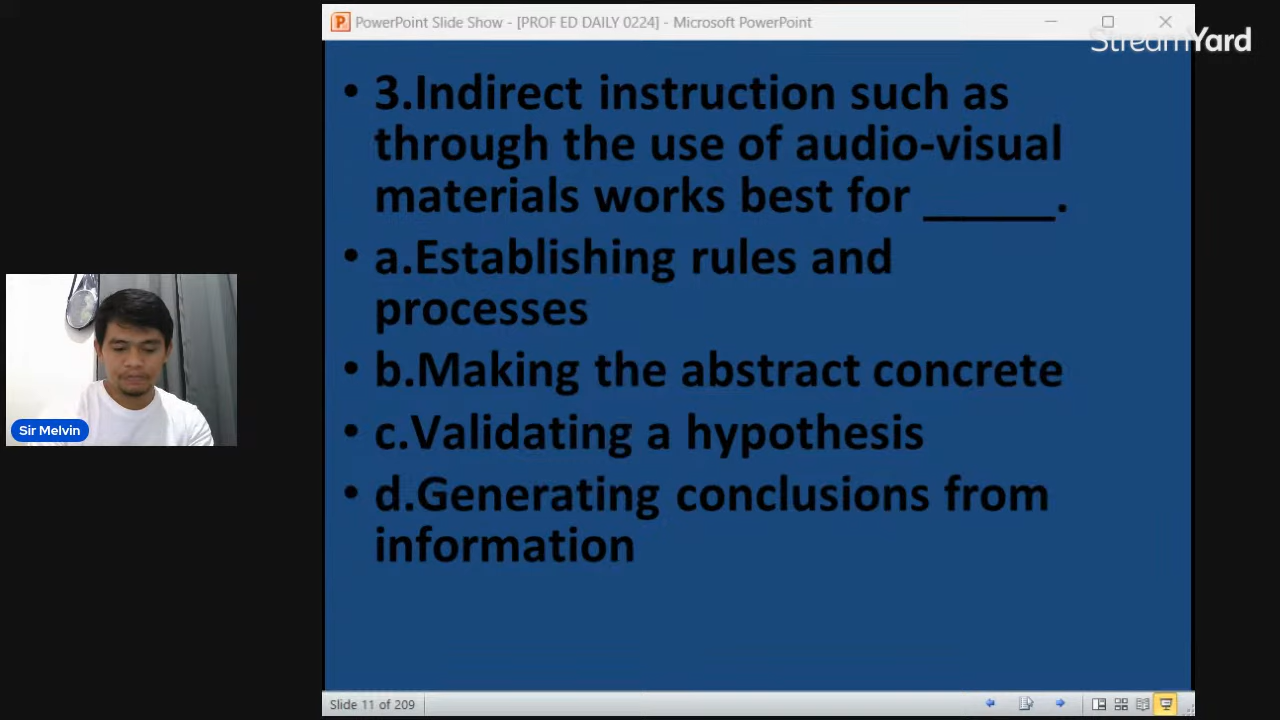 PowerPoint Slide Show - [PROF ED DAILY 0224] - Microsoft PowerPoint
StreamYard
• 3.Indirect instruction such as
through the use of audio-visual
materials works best for _____.
• a.Establishing rules and
processes
• b.Making the abstract concrete
• c.Validating a hypothesis
• d.Generating conclusions from
information
Sir Melvin
Slide 11 of 209